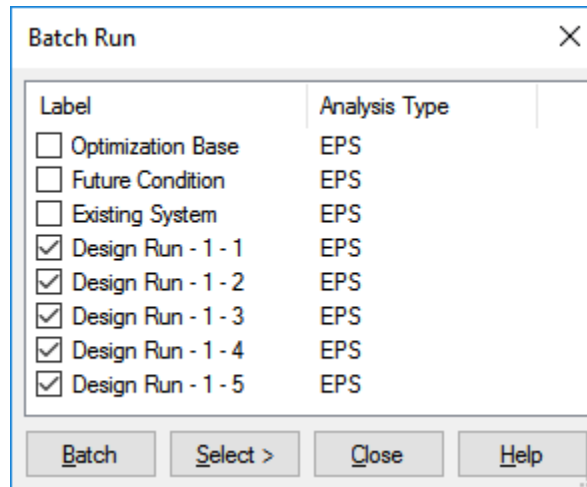 Batch Run
Label Analysis Type
Optimization Base EPS
Future Condition EPS
Existing System EPS
Design Run - 1 - 1 EPS
Design Run - 1 - 2 EPS
Design Run - 1 - 3 EPS
Design Run - 1 - 4 EPS
Design Run - 1 - 5 EPS
Batch Select > Close Help